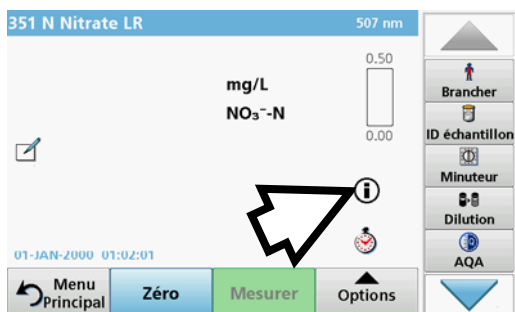 351 N Nitrate LR 507 nm
0.50
mg/L
NO₃⁻-N
0.00
01-JAN-2000 01:02:01
Menu Principal
Zéro
Mesurer
Options
Brancher
ID échantillon
Minuteur
Dilution
AQA